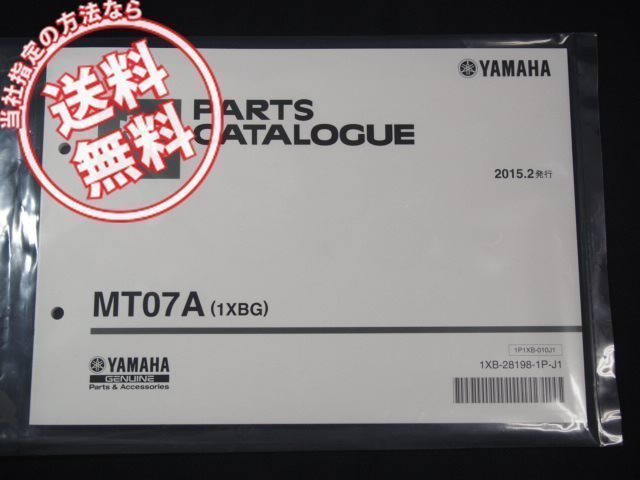 当社指定の方法なら
送料
無料
YAMAHA
PARTS
CATALOGUE
2015.2発行
MT07A (1XBG)
YAMAHA
GENUINE
Parts & Accessories
1P1XB-010J1
1XB-28198-1P-J1